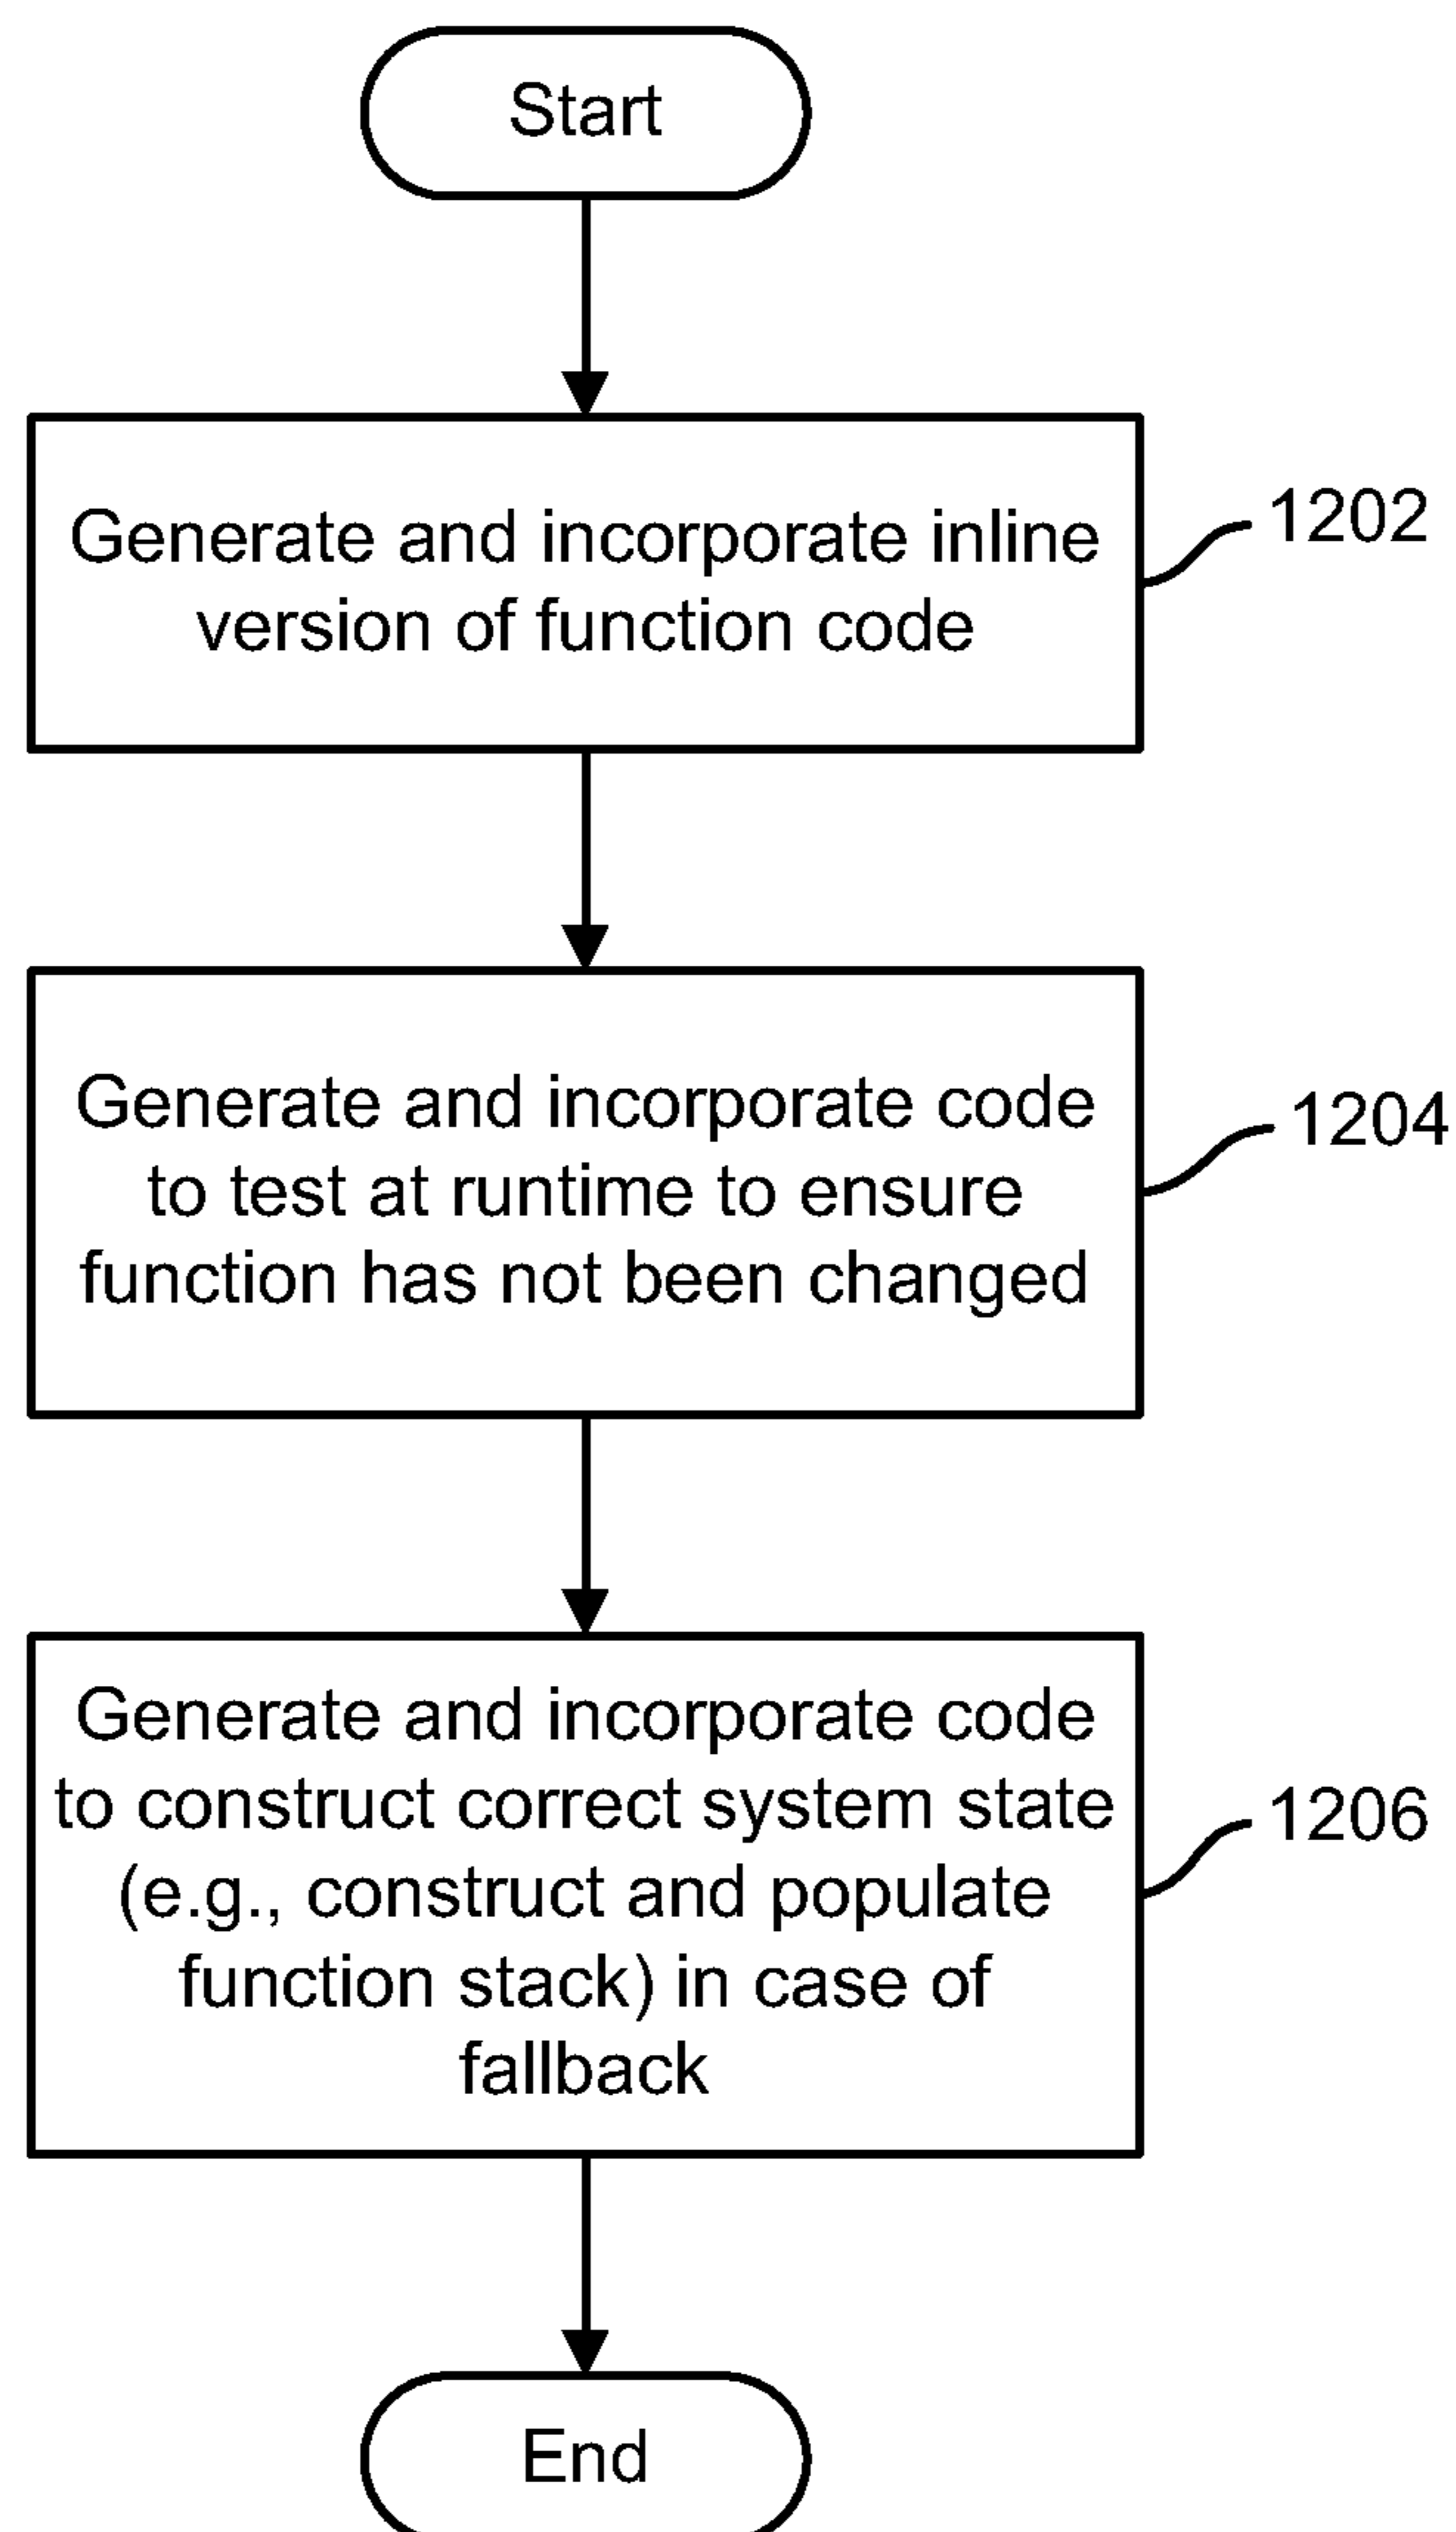 Start
Generate and incorporate inline
version of function code
1202
Generate and incorporate code
to test at runtime to ensure
function has not been changed
1204
Generate and incorporate code
to construct correct system state
(e.g., construct and populate
function stack) in case of
fallback
1206
End